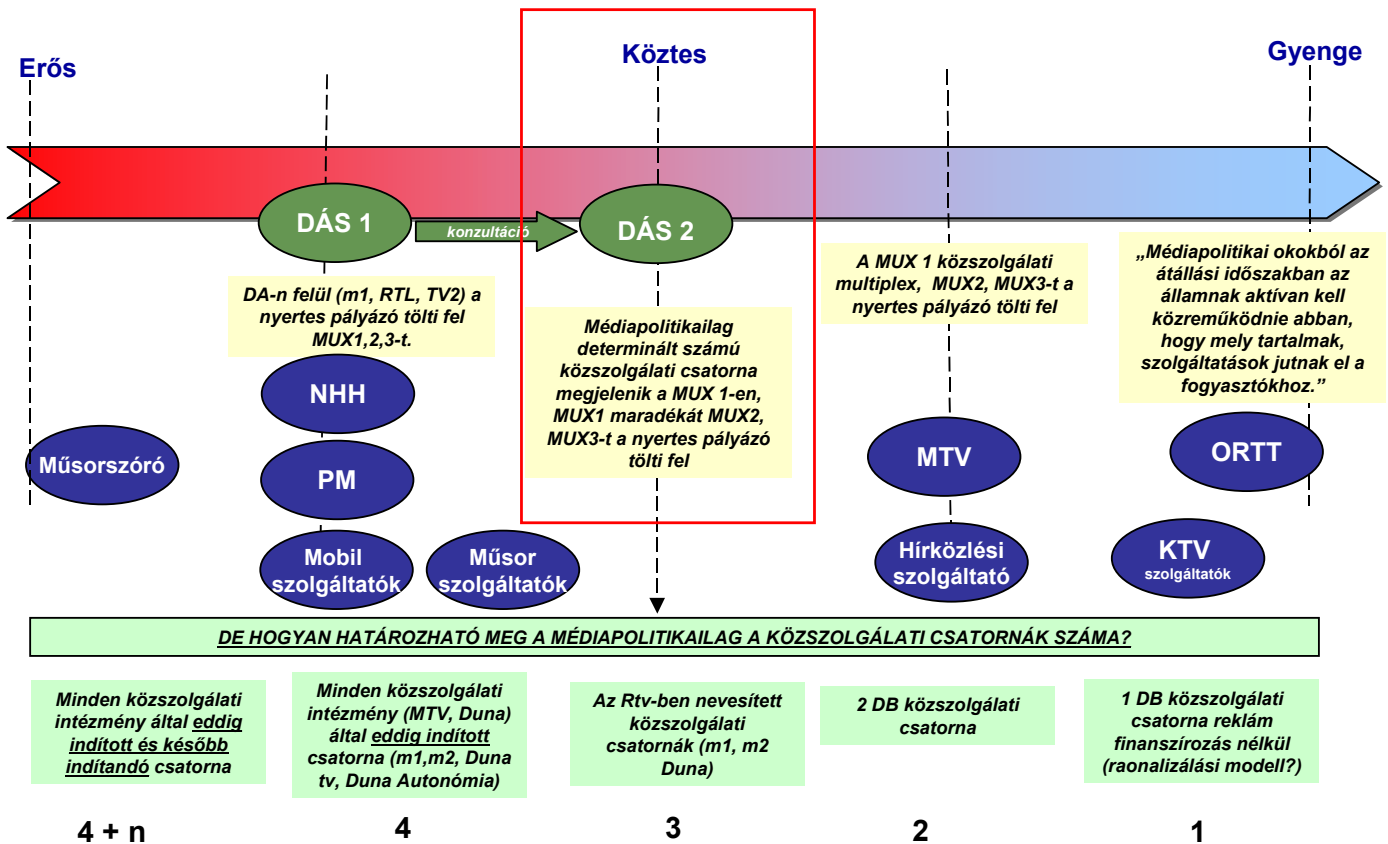 Erős
Köztes
Gyenge
DÁS 1
konzultáció
DÁS 2
DA-n felül (m1, RTL, TV2) a
nyertes pályázó tölti fel
MUX1,2,3-t.
Médiapolitikailag
determinált számú
közszolgálati csatorna
megjelenik a MUX 1-en,
MUX1 maradékát MUX2,
MUX3-t a nyertes pályázó
tölti fel
A MUX 1 közszolgálati
multiplex, MUX2, MUX3-t a
nyertes pályázó tölti fel
„Médiapolitikai okokból az
átállási időszakban az
államnak aktívan kell
közreműködnie abban,
hogy mely tartalmak,
szolgáltatások jutnak el a
fogyasztókhoz.”
Műsorszóró
NHH
PM
Mobil
szolgáltatók
Műsor
szolgáltatók
MTV
Hírközlési
szolgáltató
ORTT
KTV
szolgáltatók
DE HOGYAN HATÁROZHATÓ MEG A MÉDIAPOLITIKAILAG A KÖZSZOLGÁLATI CSATORNÁK SZÁMA?
Minden közszolgálati
intézmény által eddig
indított és később
indítandó csatorna
Minden közszolgálati
intézmény (MTV, Duna)
által eddig indított
csatorna (m1,m2, Duna
tv, Duna Autonómia)
Az Rtv-ben nevesített
közszolgálati
csatornák (m1, m2
Duna)
2 DB közszolgálati
csatorna
1 DB közszolgálati
csatorna reklám
finanszírozás nélkül
(raonalizálási modell?)
4 + n
4
3
2
1